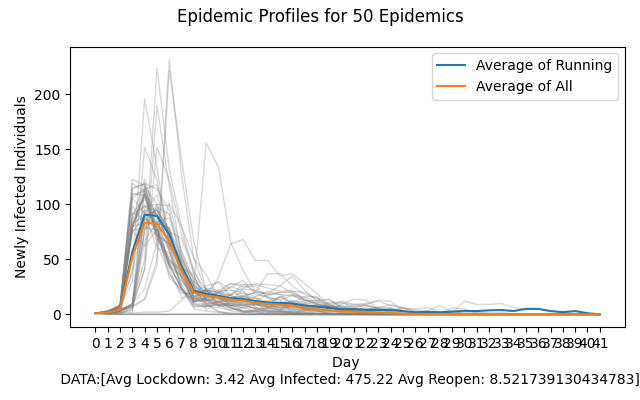 Epidemic Profiles for 50 Epidemics
Average of Running
Average of All
Newly Infected Individuals
200
150
100
50
0
0 1 2 3 4 5 6 7 8 9 10 11 12 13 14 15 16 17 18 19 20 21 22 23 24 25 26 27 28 29 30 31 32 33 34 35 36 37 38 39 40 41
Day
DATA:[Avg Lockdown: 3.42 Avg Infected: 475.22 Avg Reopen: 8.521739130434783]